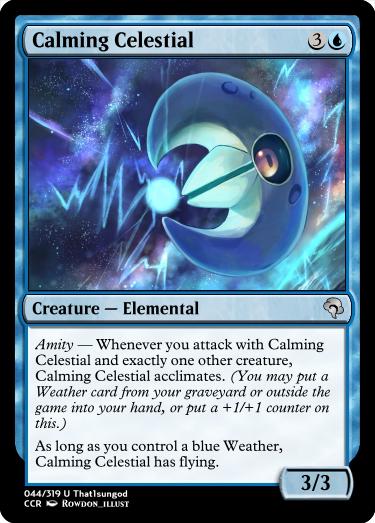 Calming Celestial 3
Creature — Elemental
Amity — Whenever you attack with Calming
Celestial and exactly one other creature,
Calming Celestial acclimates. (You may put a
Weather card from your graveyard or outside the
game into your hand, or put a +1/+1 counter on
this.)
As long as you control a blue Weather,
Calming Celestial has flying.
3/3
044/319 U That1sungod
CCR Rowdon_illust